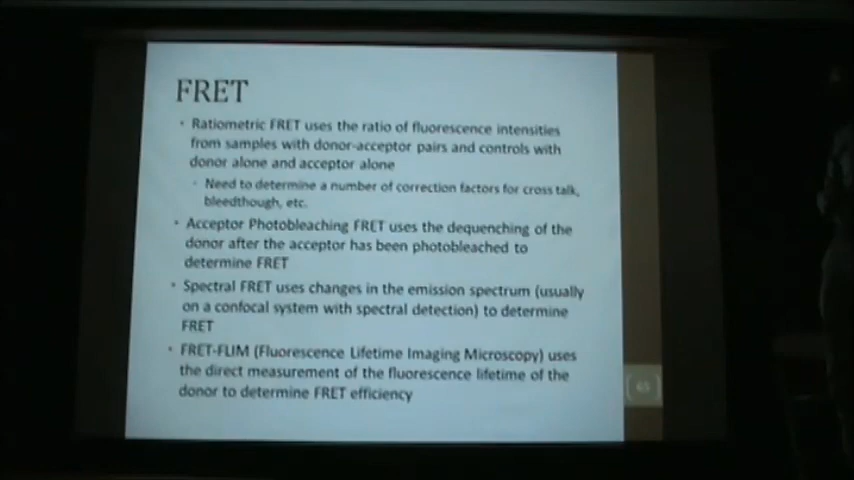 FRET
• Ratiometric FRET uses the ratio of fluorescence intensities
from samples with donor-acceptor pairs and controls with
donor alone and acceptor alone
• Need to determine a number of correction factors for cross talk,
bleedthough, etc.
• Acceptor Photobleaching FRET uses the dequenching of the
donor after the acceptor has been photobleached to
determine FRET
• Spectral FRET uses changes in the emission spectrum (usually
on a confocal system with spectral detection) to determine
FRET
• FRET-FLIM (Fluorescence Lifetime Imaging Microscopy) uses
the direct measurement of the fluorescence lifetime of the
donor to determine FRET efficiency